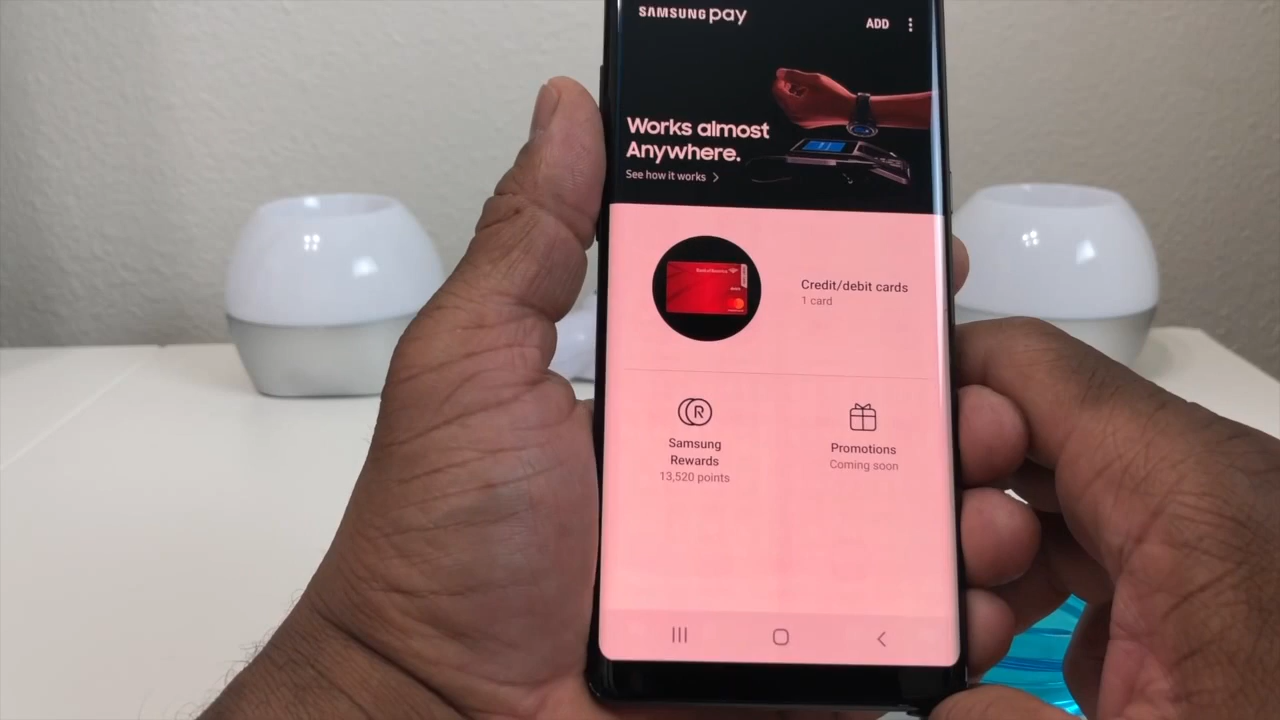 SAMSUNG pay
ADD
Works almost
Anywhere.
See how it works
Credit/debit cards
1 card
Samsung
Rewards
13,520 points
R
Promotions
Coming soon